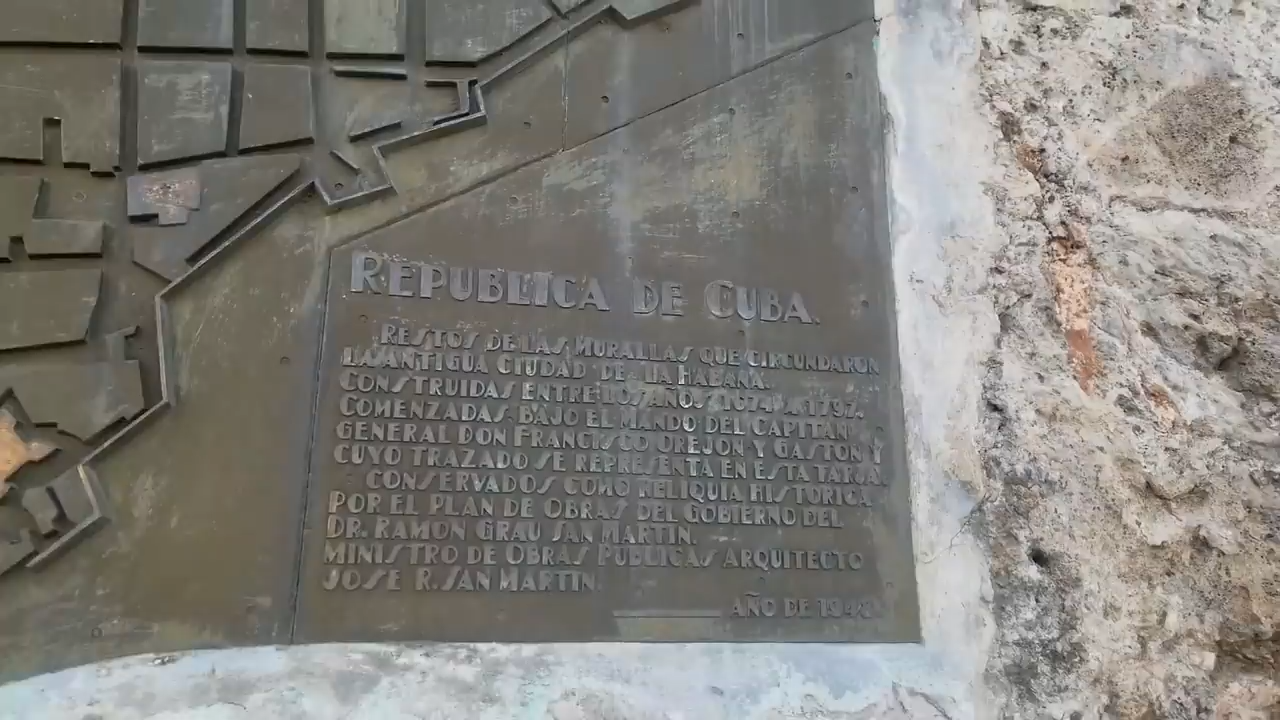 REPUBLICA DE CUBA.
RESTOS DE LAS MURALLAS QUE CIRCUNDARON
LA ANTIGUA CIUDAD DE LA HABANA.
CONSTRUIDAS ENTRE LOS AÑOS 1674 A 1797.
COMENZADAS BAJO EL MANDO DEL CAPITAN
GENERAL DON FRANCISCO OREJON Y GASTON Y
CUYO TRAZADO SE REPRESENTA EN ESTA TARJA.
CONSERVADOS COMO RELIQUIA HISTORICA,
POR EL PLAN DE OBRAS DEL GOBIERNO DEL
DR. RAMON GRAU SAN MARTIN.
MINISTRO DE OBRAS PUBLICAS ARQUITECTO
JOSE R. SAN MARTIN.
AÑO DE